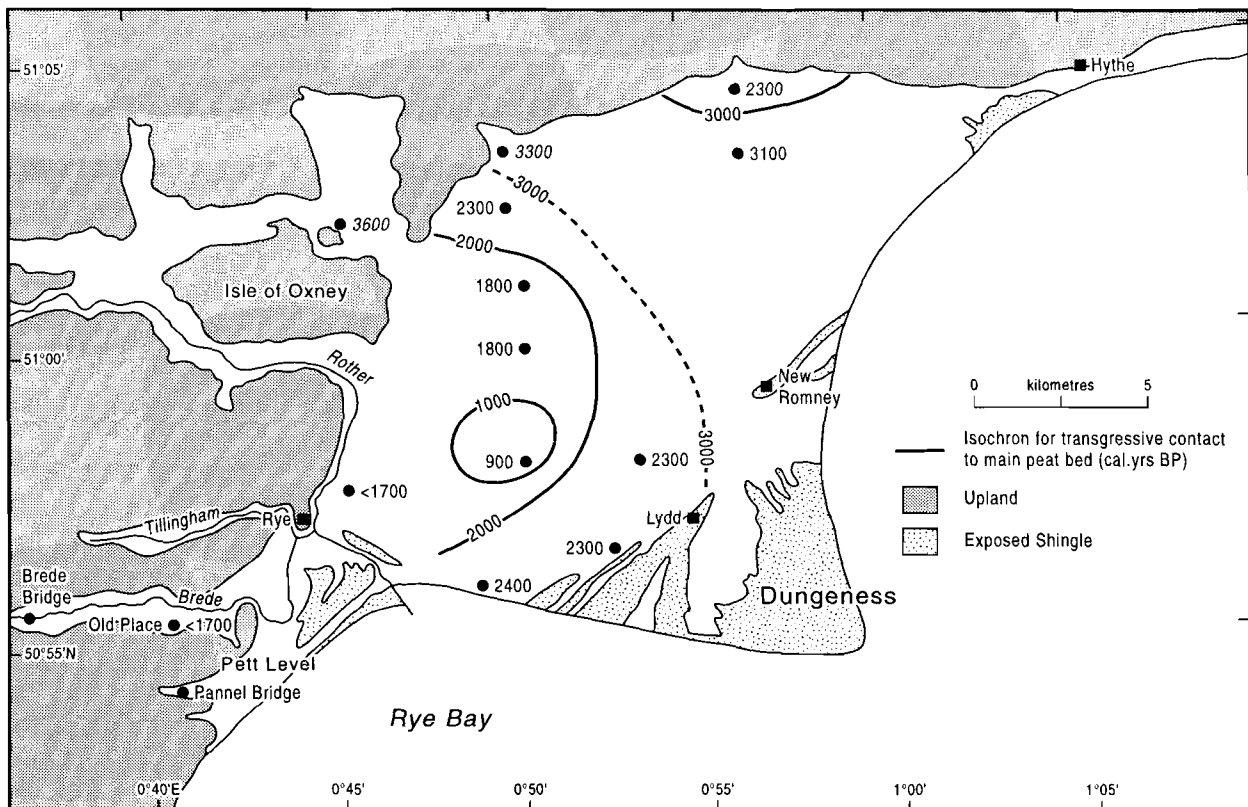 51°05'
Hythe
2300
3000
3300
3100
3000
2300
3600
2000
Isle of Oxney
1800
51°00'
1800
Rother
New
Romney
0 kilometres 5
1000
3000
Isochron for transgressive contact
to main peat bed (cal.yrs BP)
900
2300
<1700
Upland
Tillingham
Rye
2000
Lydd
Exposed Shingle
2300
Brede
Bridge
Brede
2400
Dungeness
Old Place
<1700
50°55'N
Pett Level
Pannel Bridge
Rye Bay
0°40'E
0°45'
0°50'
0°55'
1°00'
1°05'